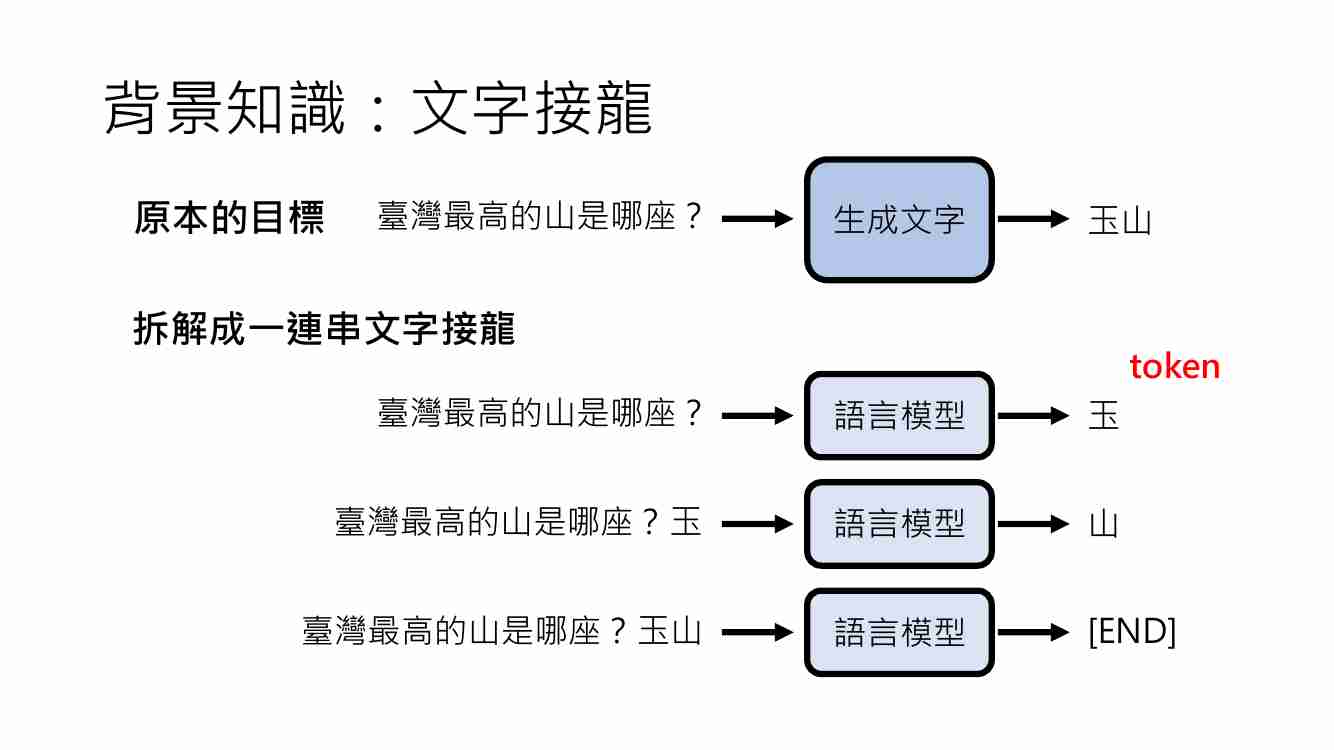 背景知識：文字接龍
原本的目標 臺灣最高的山是哪座？ 生成文字 玉山
拆解成一連串文字接龍
token
臺灣最高的山是哪座？ 語言模型 玉
臺灣最高的山是哪座？玉 語言模型 山
臺灣最高的山是哪座？玉山 語言模型 [END]